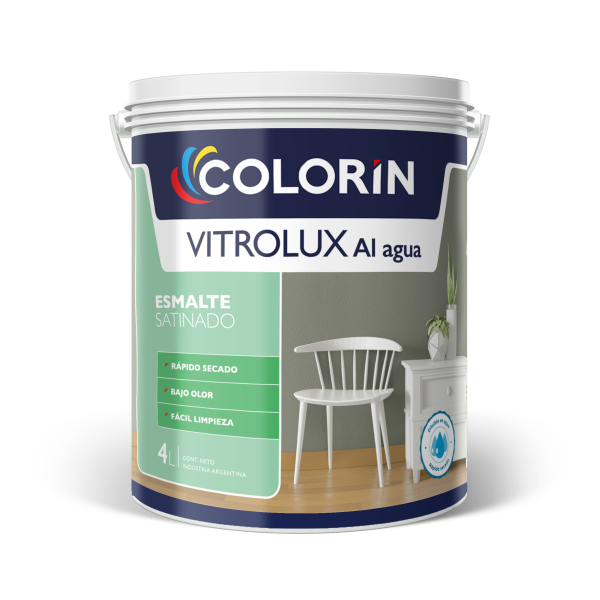 COLORIN
VITROLUX Al agua
ESMALTE
SATINADO
RÁPIDO SECADO
BAJO OLOR
FÁCIL LIMPIEZA
4L
CONT. NETO
INDUSTRIA ARGENTINA